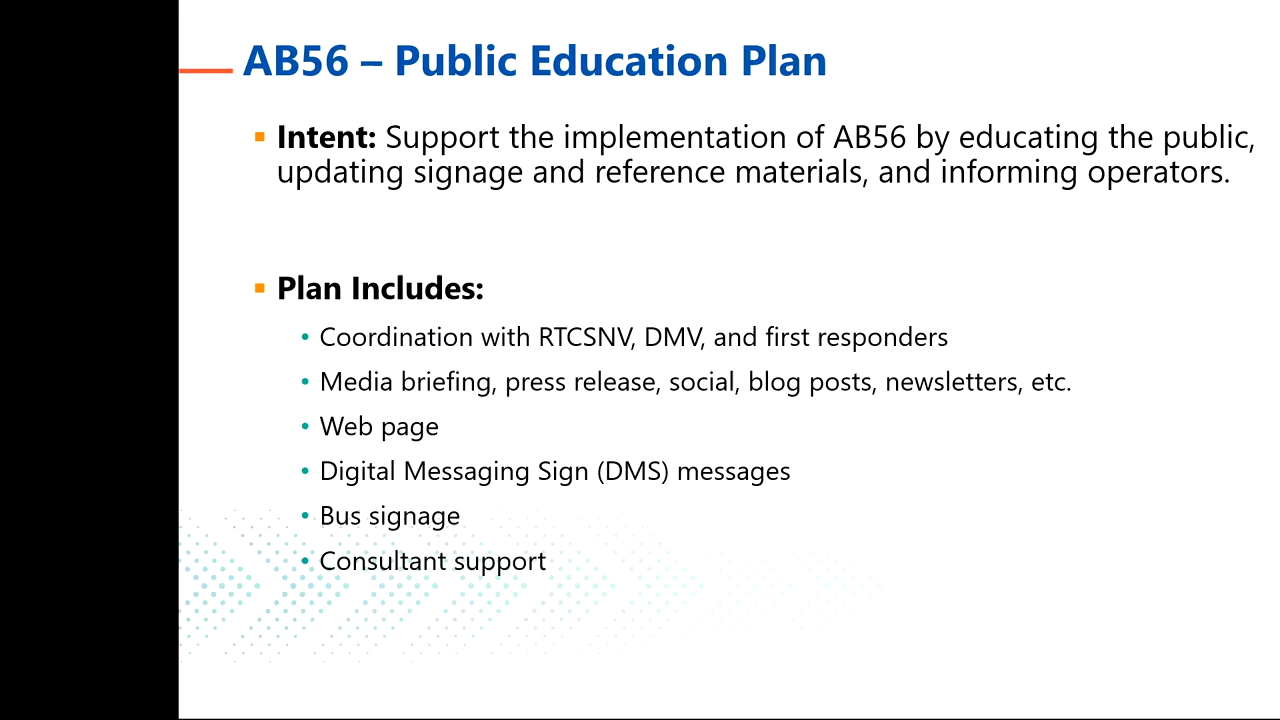 AB56 – Public Education Plan
Intent: Support the implementation of AB56 by educating the public,
updating signage and reference materials, and informing operators.
Plan Includes:
Coordination with RTCSNV, DMV, and first responders
Media briefing, press release, social, blog posts, newsletters, etc.
Web page
Digital Messaging Sign (DMS) messages
Bus signage
Consultant support